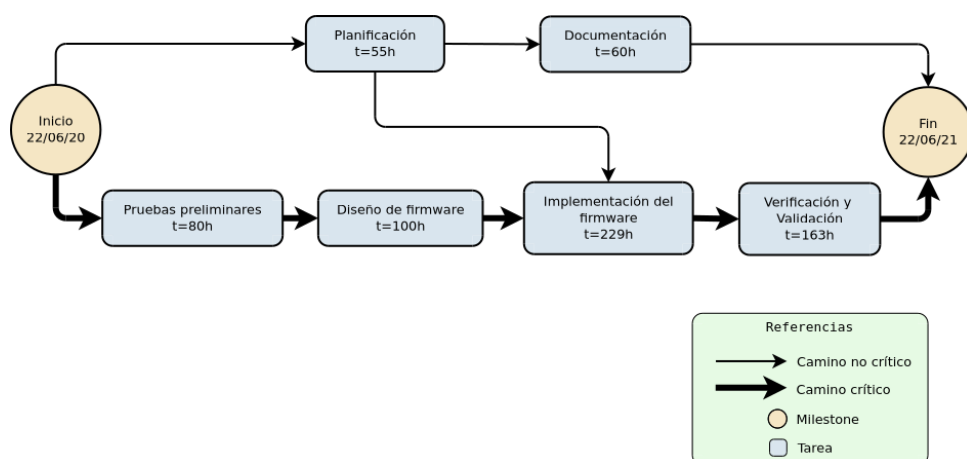 Planificación
t=55h
Documentación
t=60h
Inicio
22/06/20
Fin
22/06/21
Pruebas preliminares
t=80h
Diseño de firmware
t=100h
Implementación del
firmware
t=229h
Verificación y
Validación
t=163h
Referencias
Camino no crítico
Camino crítico
Milestone
Tarea